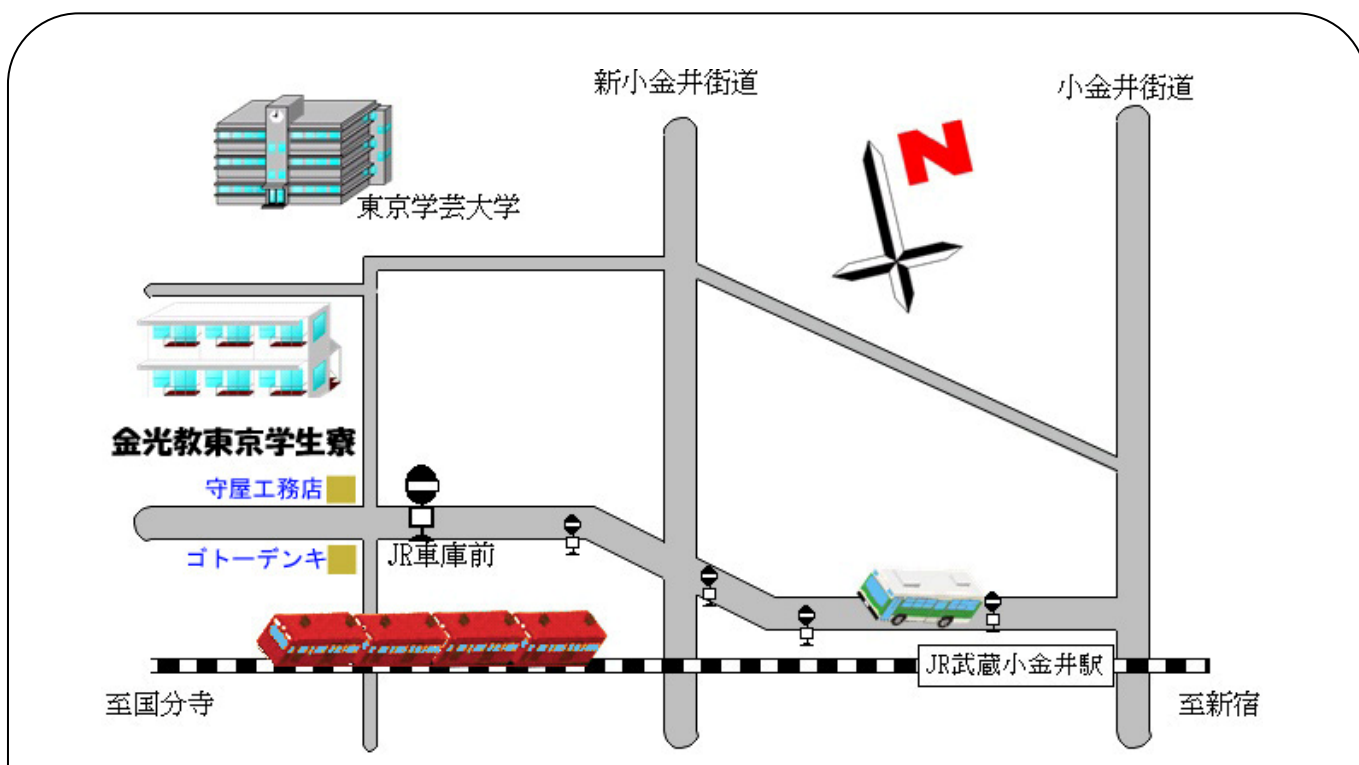 新小金井街道
小金井街道
N
東京学芸大学
金光教東京学生寮
守屋工務店
ゴトーデンキ
JR車庫前
JR武蔵小金井駅
至国分寺
至新宿